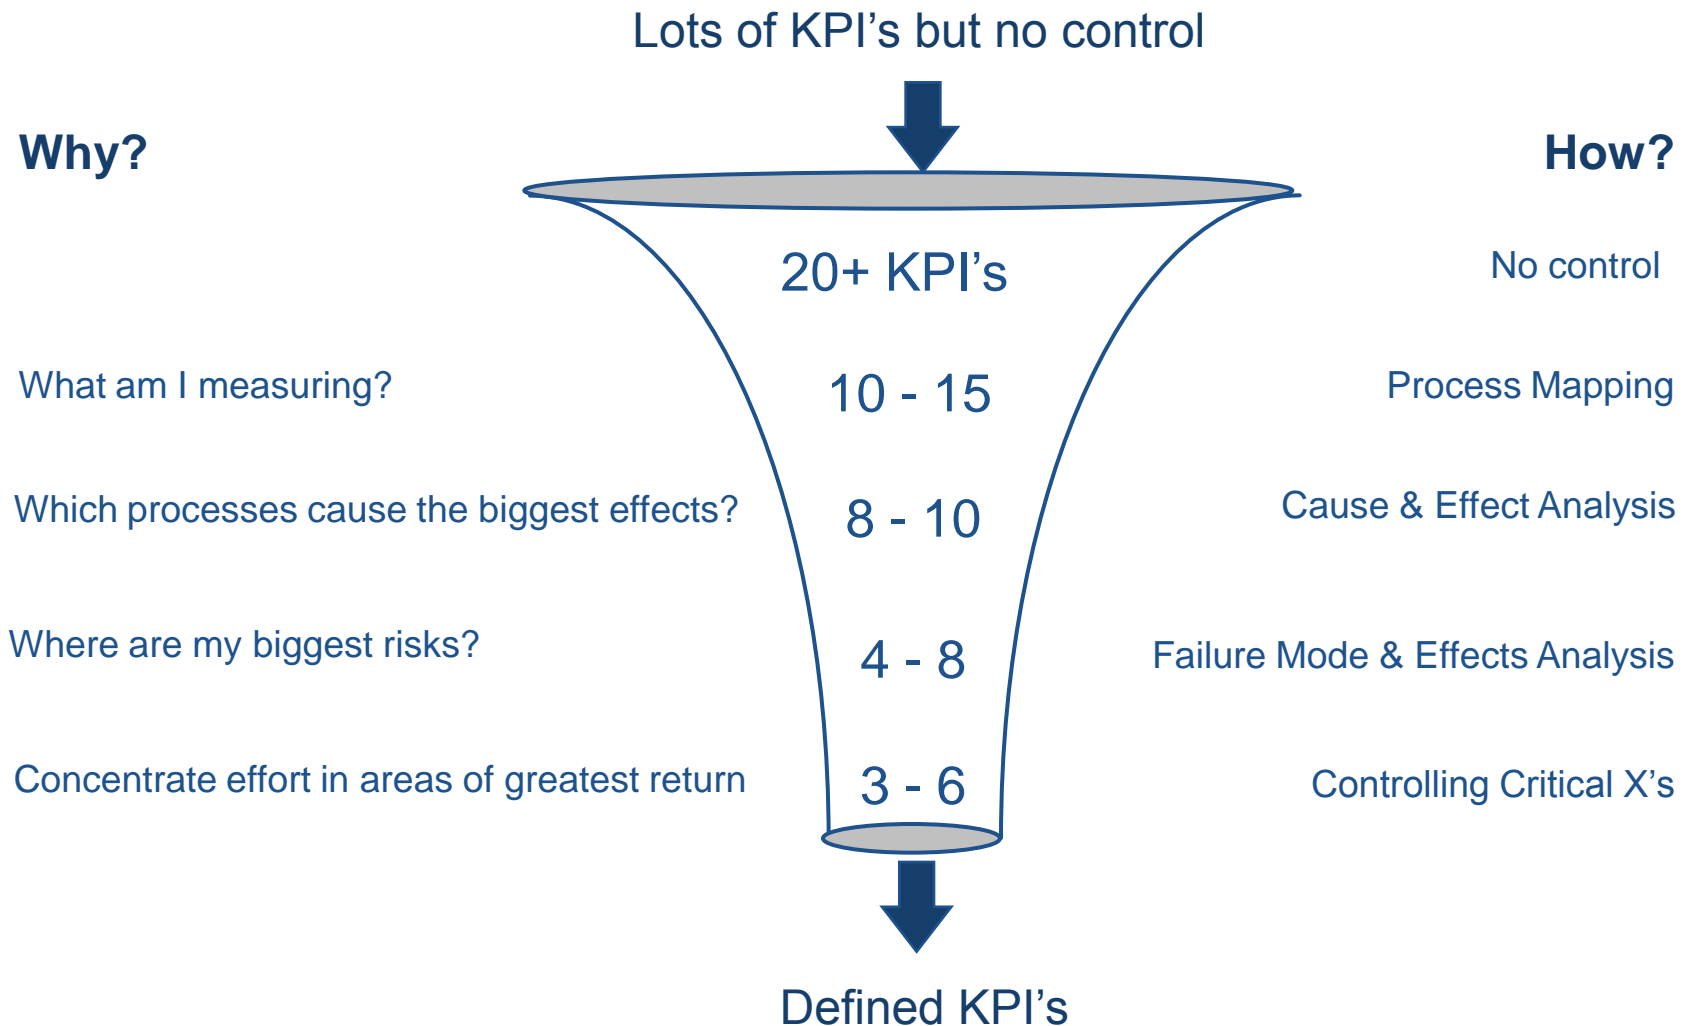 Lots of KPI’s but no control
Why?
How?
20+ KPI’s
No control
What am I measuring?
10 - 15
Process Mapping
Which processes cause the biggest effects?
8 - 10
Cause & Effect Analysis
Where are my biggest risks?
4 - 8
Failure Mode & Effects Analysis
Concentrate effort in areas of greatest return
3 - 6
Controlling Critical X’s
Defined KPI’s